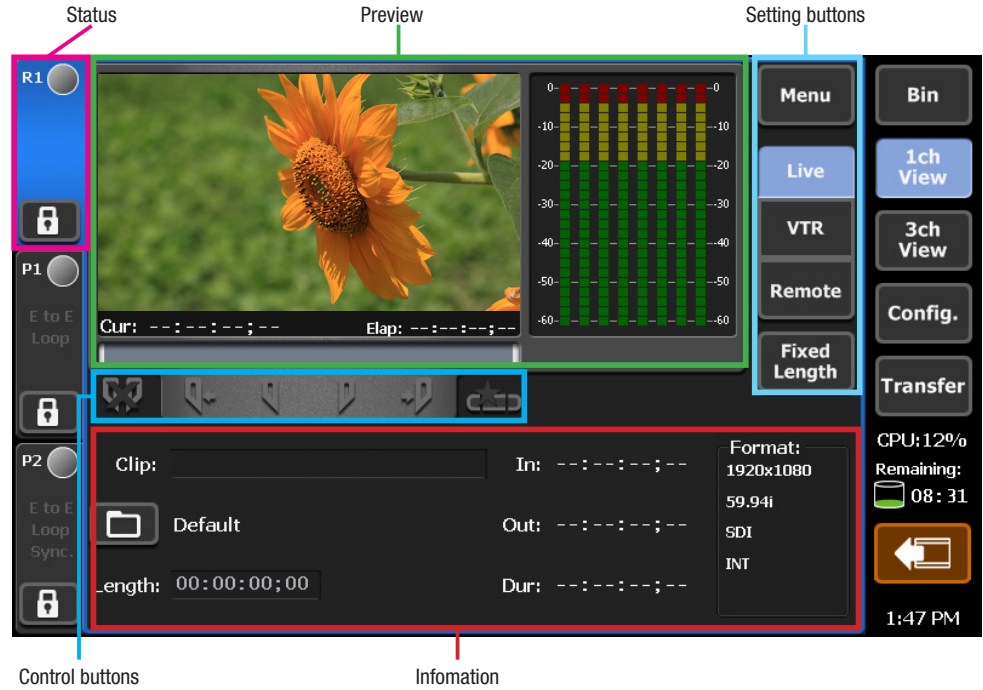 Status
Preview
Setting buttons
R1
P1
E to E
Loop
P2
E to E
Loop
Sync.
0 0
-10 -10
-20 -20
-30 -30
-40 -40
-50 -50
-60 -60
Cur: --:--:--;-- Elap: --:--:--;--
Menu
Live
VTR
Remote
Fixed
Length
Bin
1ch
View
3ch
View
Config.
Transfer
CPU:12%
Remaining:
08:31
1:47 PM
Clip:
Default
Length: 00:00:00;00
In: --:--:--;--
Out: --:--:--;--
Dur: --:--:--;--
Format:
1920x1080
59.94i
SDI
INT
Control buttons
Infomation